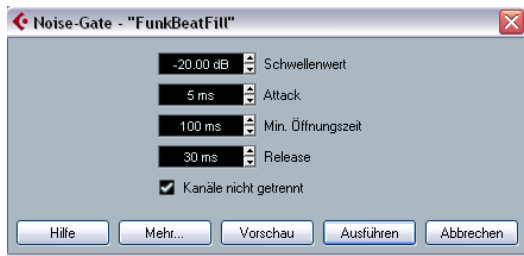 Noise-Gate - "FunkBeatFill"
-20.00 dB Schwellenwert
5 ms Attack
100 ms Min. Öffnungszeit
30 ms Release
Kanäle nicht getrennt
Hilfe Mehr... Vorschau Ausführen Abbrechen